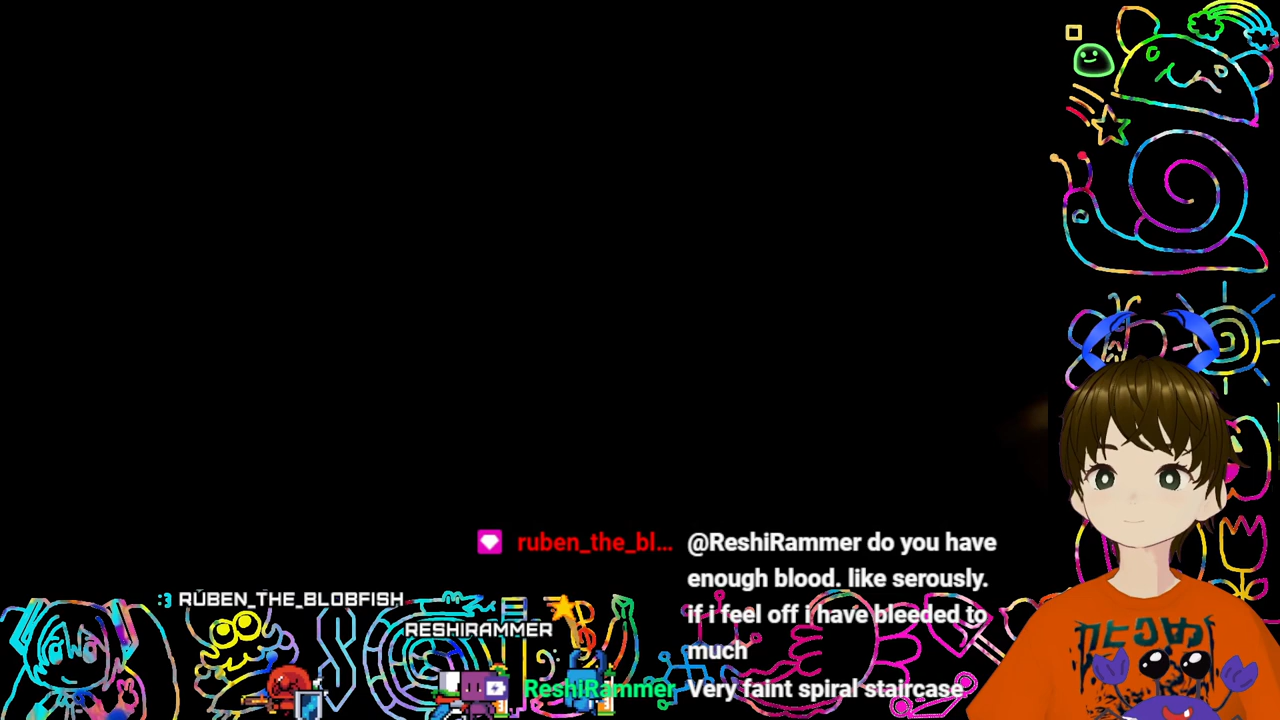 ruben_the_bl... @ReshiRammer do you have
enough blood. like serously.
if i feel off i have bleeded to
much
:3 RUBEN_THE_BLOBFISH
RESHIRAMMER
ReshiRammer Very faint spiral staircase